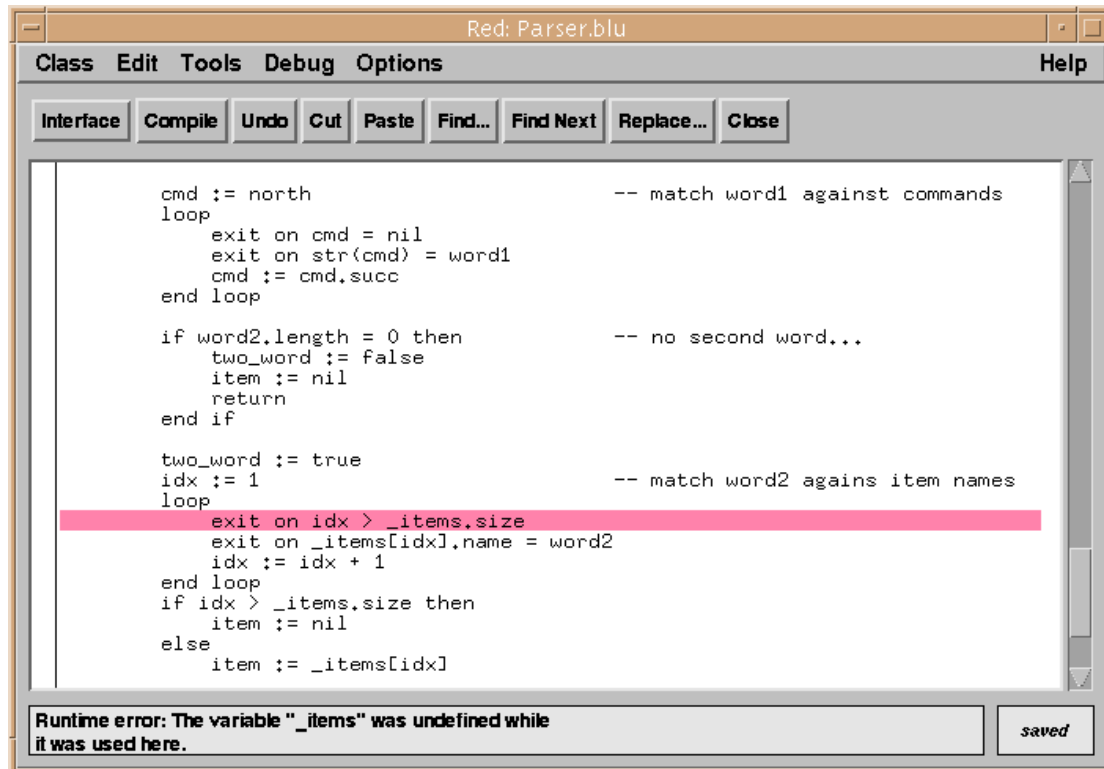 Red: Parser.blu
Class Edit Tools Debug Options Help
Interface Compile Undo Cut Paste Find... Find Next Replace... Close
cmd := north -- match word1 against commands
loop
exit on cmd = nil
exit on str(cmd) = word1
cmd := cmd.succ
end loop
if word2.length = 0 then -- no second word...
two_word := false
item := nil
return
end if
two_word := true
idx := 1 -- match word2 agains item names
loop
exit on idx > _items.size
exit on _items[idx].name = word2
idx := idx + 1
end loop
if idx > _items.size then
item := nil
else
item := _items[idx]
Runtime error: The variable "_items" was undefined while
it was used here.
saved